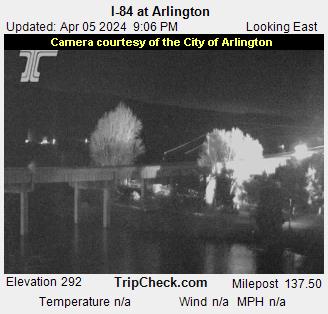 I-84 at Arlington
Updated: Apr 05 2024 9:06 PM Looking East
Camera courtesy of the City of Arlington
Elevation 292 TripCheck.com Milepost 137.50
Temperature n/a Wind n/a MPH n/a